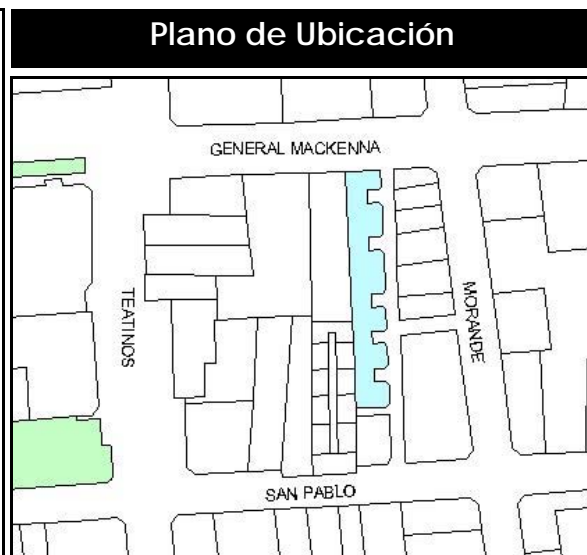 Plano de Ubicación
GENERAL MACKENNA
TEATINOS
MORANDE
SAN PABLO